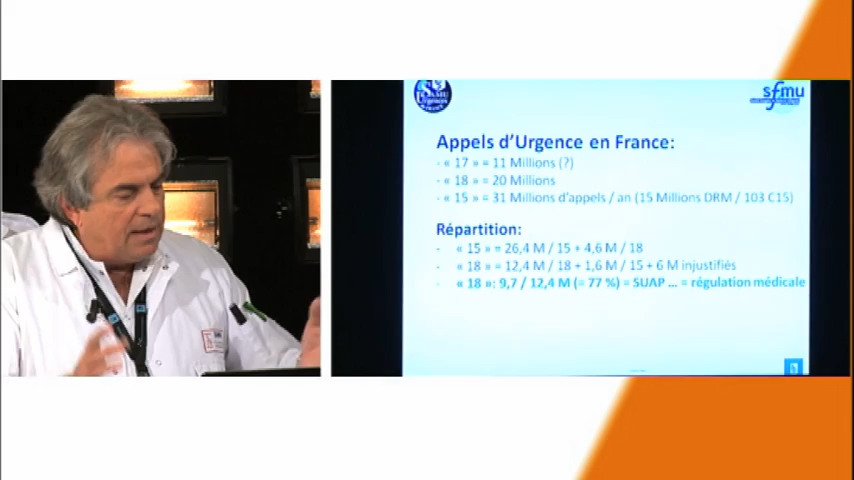 SAMU
Urgences
sfmu
Appels d'Urgence en France:
- « 17 » = 11 Millions (?)
- « 18 » = 20 Millions
- « 15 » = 31 Millions d'appels / an (15 Millions DRM / 103 C15)
Répartition:
- « 15 » = 26,4 M / 15 + 4,6 M / 18
- « 18 » = 12,4 M / 18 + 1,6 M / 15 + 6 M injustifiés
- « 18 »: 9,7 / 12,4 M (= 77 %) = SUAP ... = régulation médicale